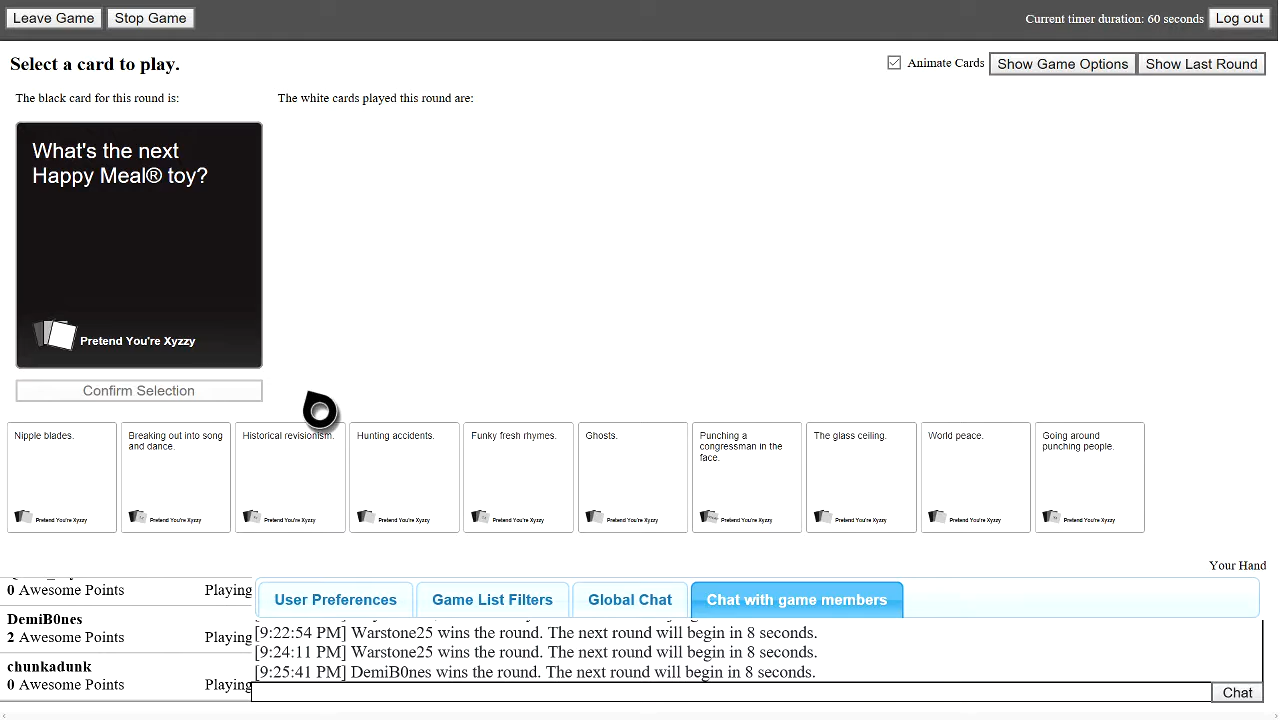 Leave Game
Stop Game
Current timer duration: 60 seconds
Log out
Select a card to play.
Animate Cards
Show Game Options
Show Last Round
The black card for this round is:
The white cards played this round are:
What's the next
Happy Meal® toy?
Pretend You're Xyzzy
Confirm Selection
Nipple blades.
Pretend You're Xyzzy
Breaking out into song
and dance.
Pretend You're Xyzzy
Historical revisionism.
Pretend You're Xyzzy
Hunting accidents.
Pretend You're Xyzzy
Funky fresh rhymes.
Pretend You're Xyzzy
Ghosts.
Pretend You're Xyzzy
Punching a
congressman in the
face.
Pretend You're Xyzzy
The glass ceiling.
Pretend You're Xyzzy
World peace.
Pretend You're Xyzzy
Going around
punching people.
Pretend You're Xyzzy
Your Hand
0 Awesome Points
Playing
DemiB0nes
2 Awesome Points
Playing
chunkadunk
0 Awesome Points
Playing
User Preferences
Game List Filters
Global Chat
Chat with game members
[9:22:54 PM] Warstone25 wins the round. The next round will begin in 8 seconds.
[9:24:11 PM] Warstone25 wins the round. The next round will begin in 8 seconds.
[9:25:41 PM] DemiB0nes wins the round. The next round will begin in 8 seconds.
Chat